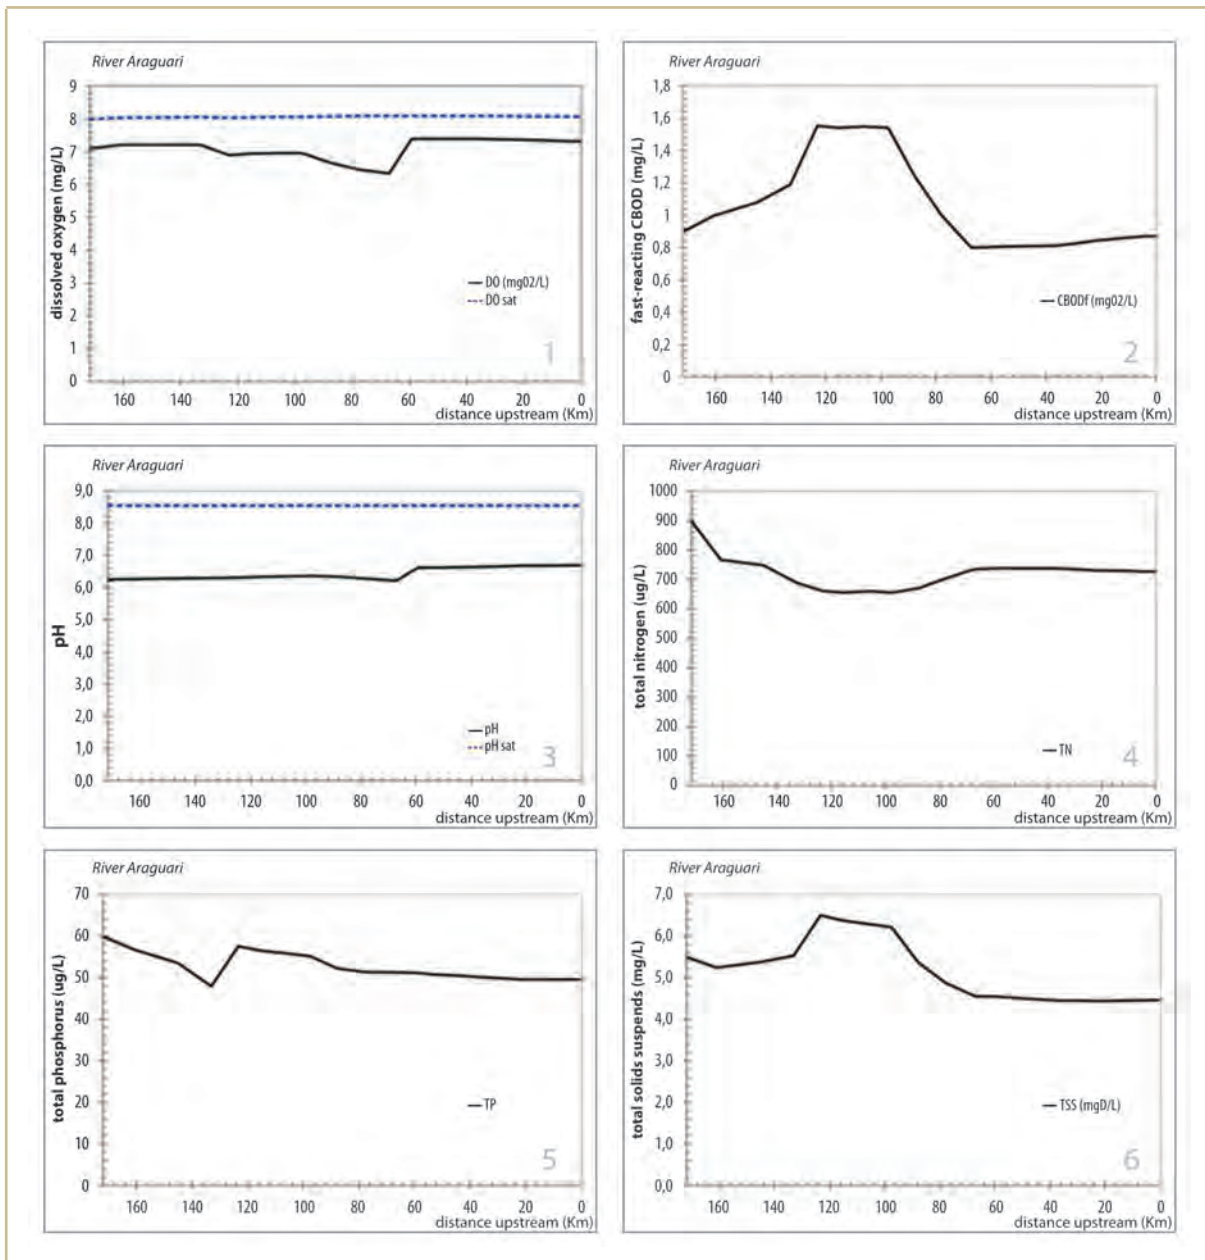 River Araguari
dissolved oxygen (mg/L)
9
8
7
6
5
4
3
2
1
0
DO (mg02/L)
DO sat
1
160 140 120 100 80 60 40 20 0
distance upstream (Km)
River Araguari
fast-reacting CBOD (mg/L)
1,8
1,6
1,4
1,2
1
0,8
0,6
0,4
0,2
0
CBODf (mg02/L)
2
160 140 120 100 80 60 40 20 0
distance upstream (Km)
River Araguari
pH
9,0
8,0
7,0
6,0
5,0
4,0
3,0
2,0
1,0
0,0
pH
pH sat
3
160 140 120 100 80 60 40 20 0
distance upstream (Km)
River Araguari
total nitrogen (ug/L)
1000
900
800
700
600
500
400
300
200
100
0
TN
4
160 140 120 100 80 60 40 20 0
distance upstream (Km)
River Araguari
total phosphorus (ug/L)
70
60
50
40
30
20
10
0
TP
5
160 140 120 100 80 60 40 20 0
distance upstream (Km)
River Araguari
total solids suspends (mg/L)
7,0
6,0
5,0
4,0
3,0
2,0
1,0
0,0
TSS (mgD/L)
6
160 140 120 100 80 60 40 20 0
distance upstream (Km)